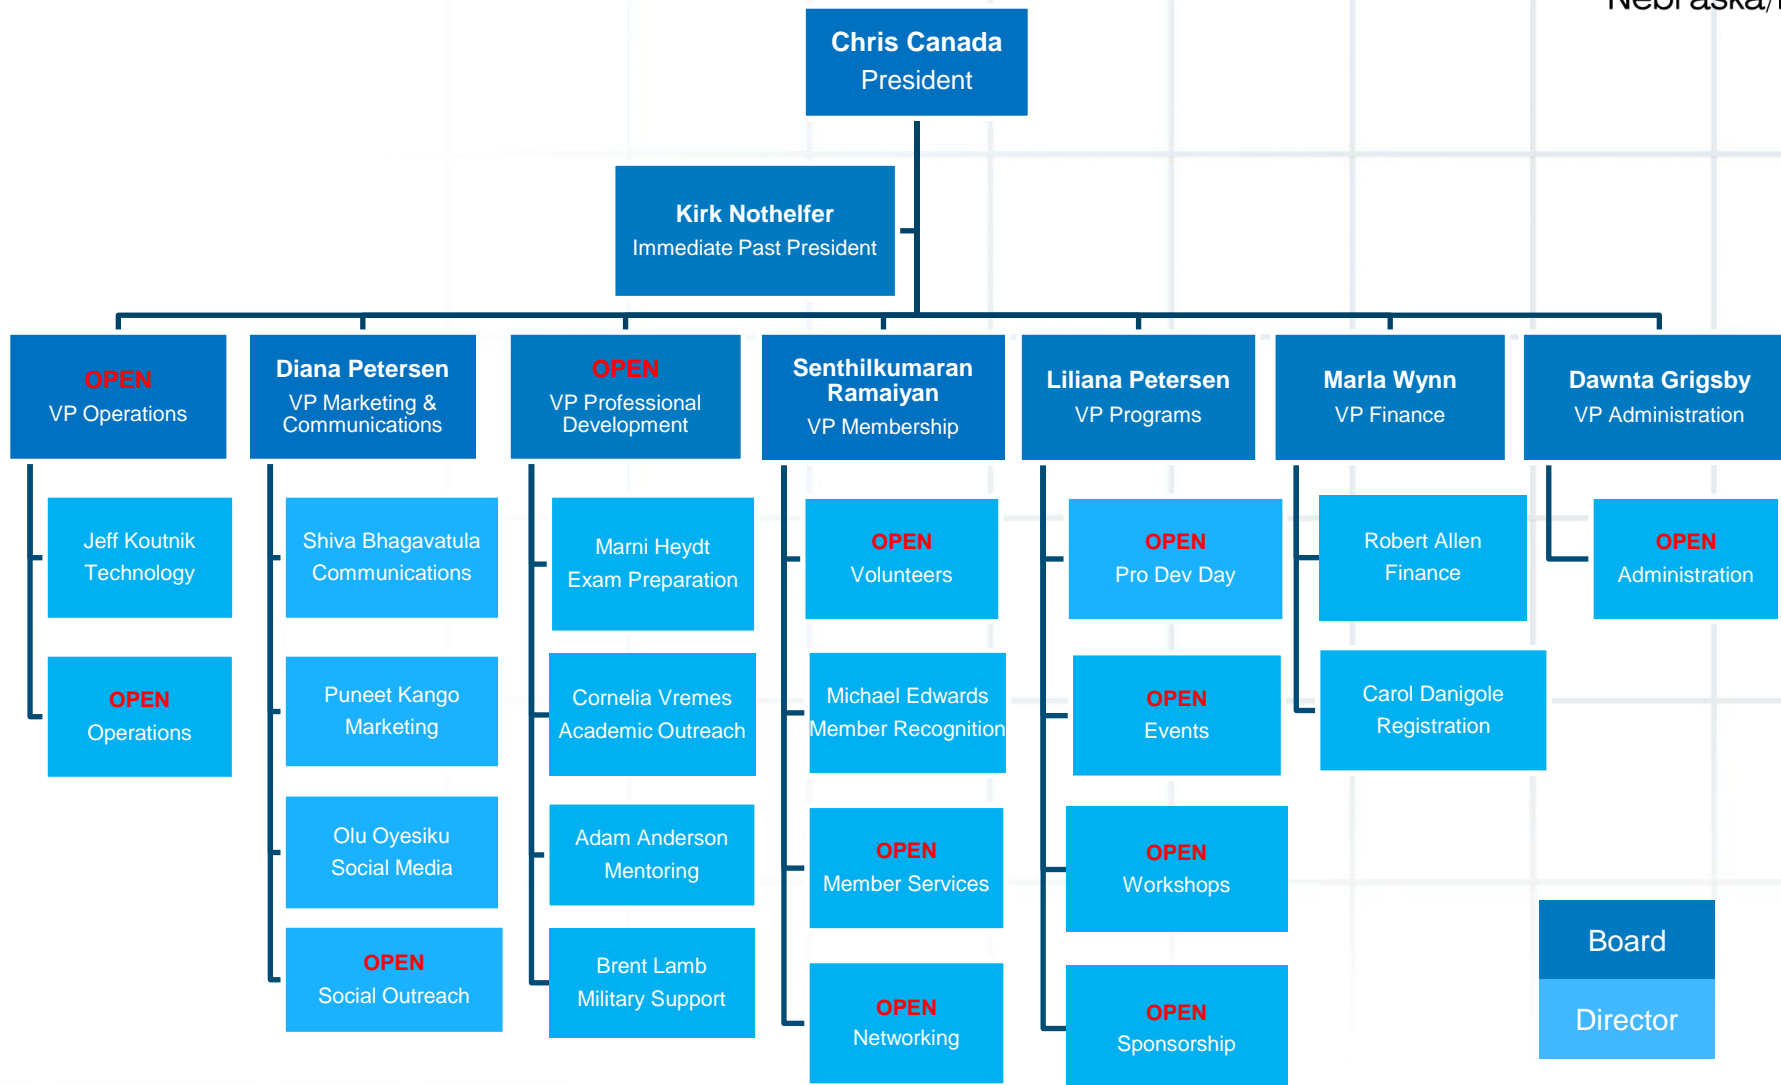 Nebraska/
Chris Canada
President
Kirk Nothelfer
Immediate Past President
OPEN
VP Operations
Diana Petersen
VP Marketing &
Communications
OPEN
VP Professional
Development
Senthilkumaran
Ramaiyan
VP Membership
Liliana Petersen
VP Programs
Marla Wynn
VP Finance
Dawnta Grigsby
VP Administration
Jeff Koutnik
Technology
OPEN
Operations
Shiva Bhagavatula
Communications
Puneet Kango
Marketing
Olu Oyesiku
Social Media
OPEN
Social Outreach
Marni Heydt
Exam Preparation
Cornelia Vremes
Academic Outreach
Adam Anderson
Mentoring
Brent Lamb
Military Support
OPEN
Volunteers
Michael Edwards
Member Recognition
OPEN
Member Services
OPEN
Networking
OPEN
Pro Dev Day
OPEN
Events
OPEN
Workshops
OPEN
Sponsorship
Robert Allen
Finance
Carol Danigole
Registration
OPEN
Administration
Board
Director